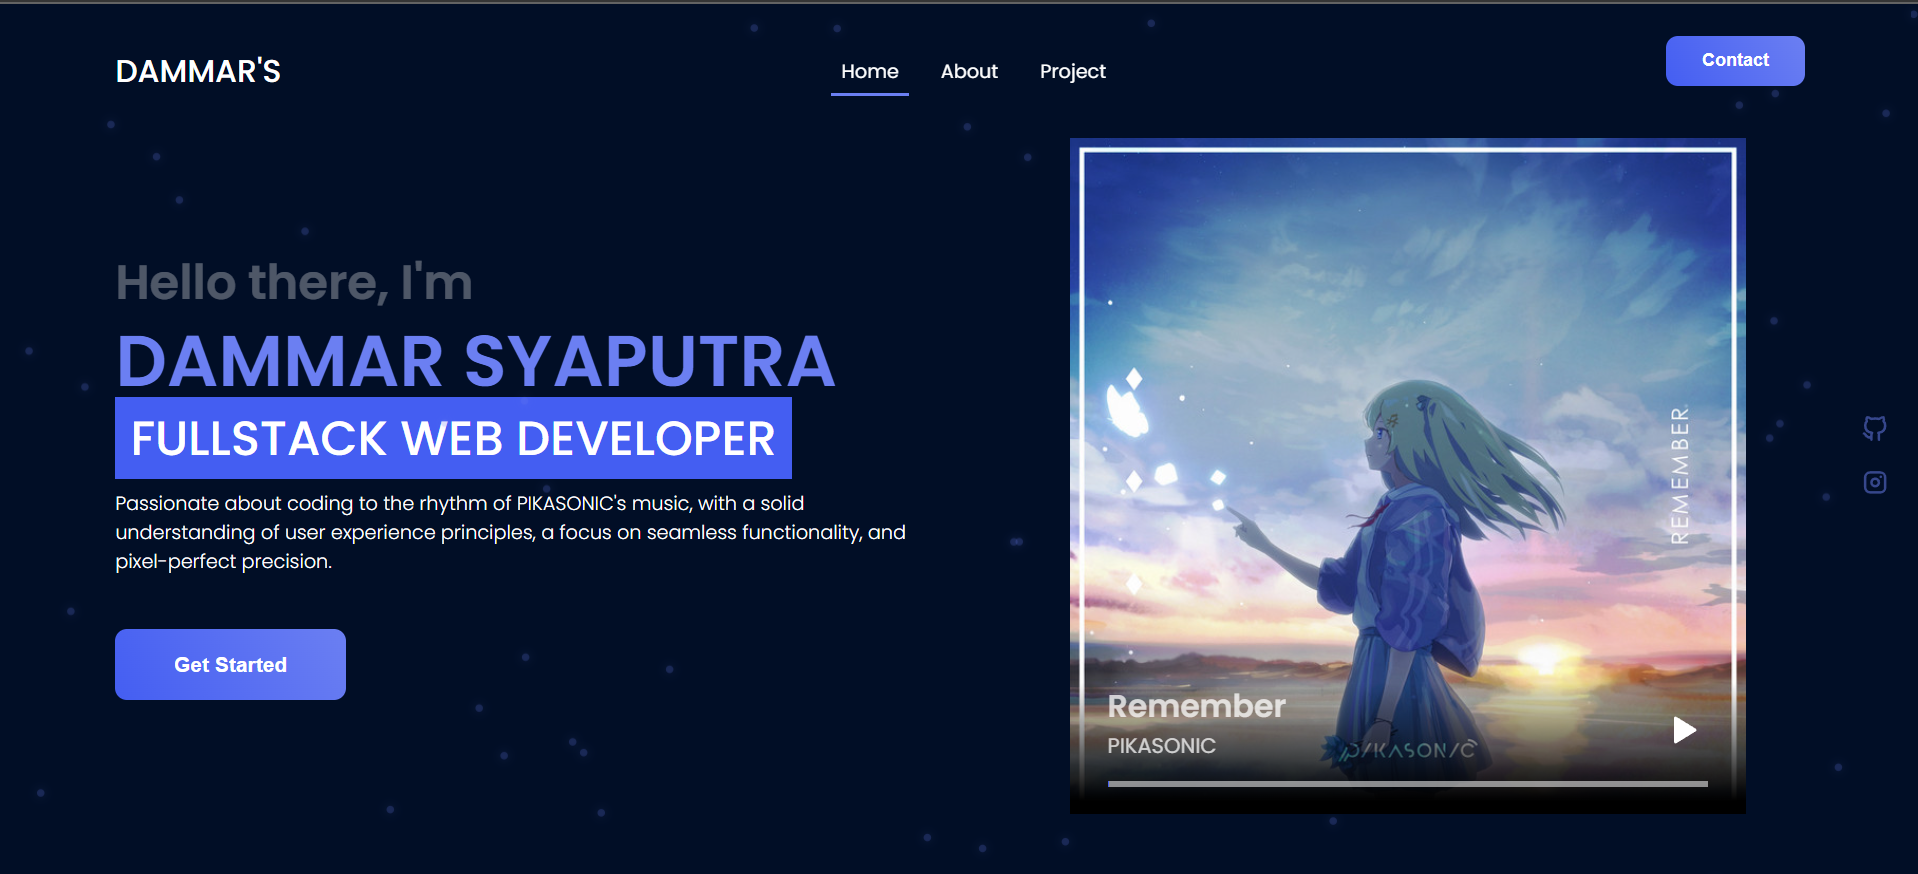 DAMMAR'S
Home
About
Project
Contact
Hello there, I'm
DAMMAR SYAPUTRA
FULLSTACK WEB DEVELOPER
Passionate about coding to the rhythm of PIKASONIC's music, with a solid
understanding of user experience principles, a focus on seamless functionality, and
pixel-perfect precision.
Get Started
REMEMBER
Remember
PIKASONIC
PIKASONIC